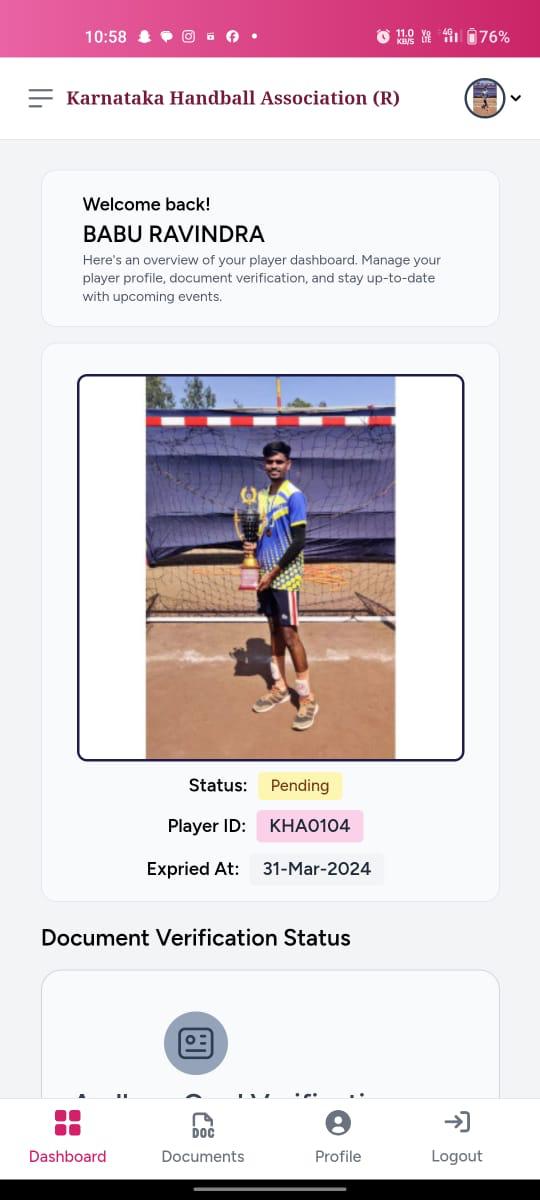 10:58
11.0 KB/S
Vo LTE
4G
76%
Karnataka Handball Association (R)
Welcome back!
BABU RAVINDRA
Here's an overview of your player dashboard. Manage your
player profile, document verification, and stay up-to-date
with upcoming events.
Status: Pending
Player ID: KHA0104
Expried At: 31-Mar-2024
Document Verification Status
DOC
Dashboard Documents Profile Logout